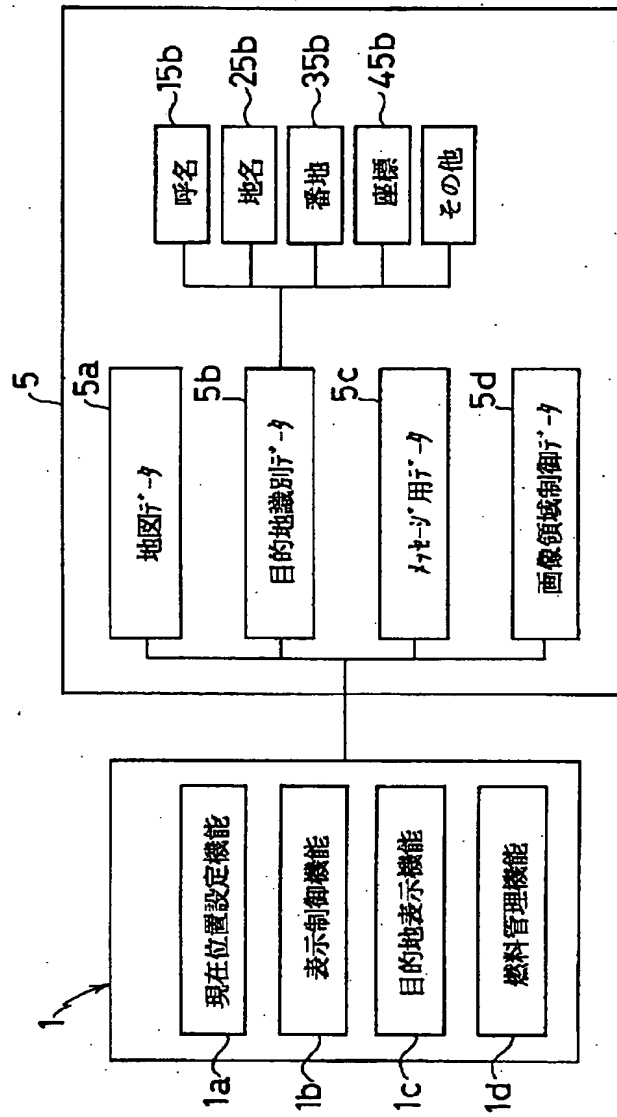 1
1a
現在位置設定機能
1b
表示制御機能
1c
目的地表示機能
1d
燃料管理機能
5
5a
地図ﾃﾞｰﾀ
5b
目的地識別ﾃﾞｰﾀ
5c
ﾒｯｾｰｼﾞ用ﾃﾞｰﾀ
5d
画像領域制御ﾃﾞｰﾀ
呼名
15b
地名
25b
番地
35b
座標
45b
その他